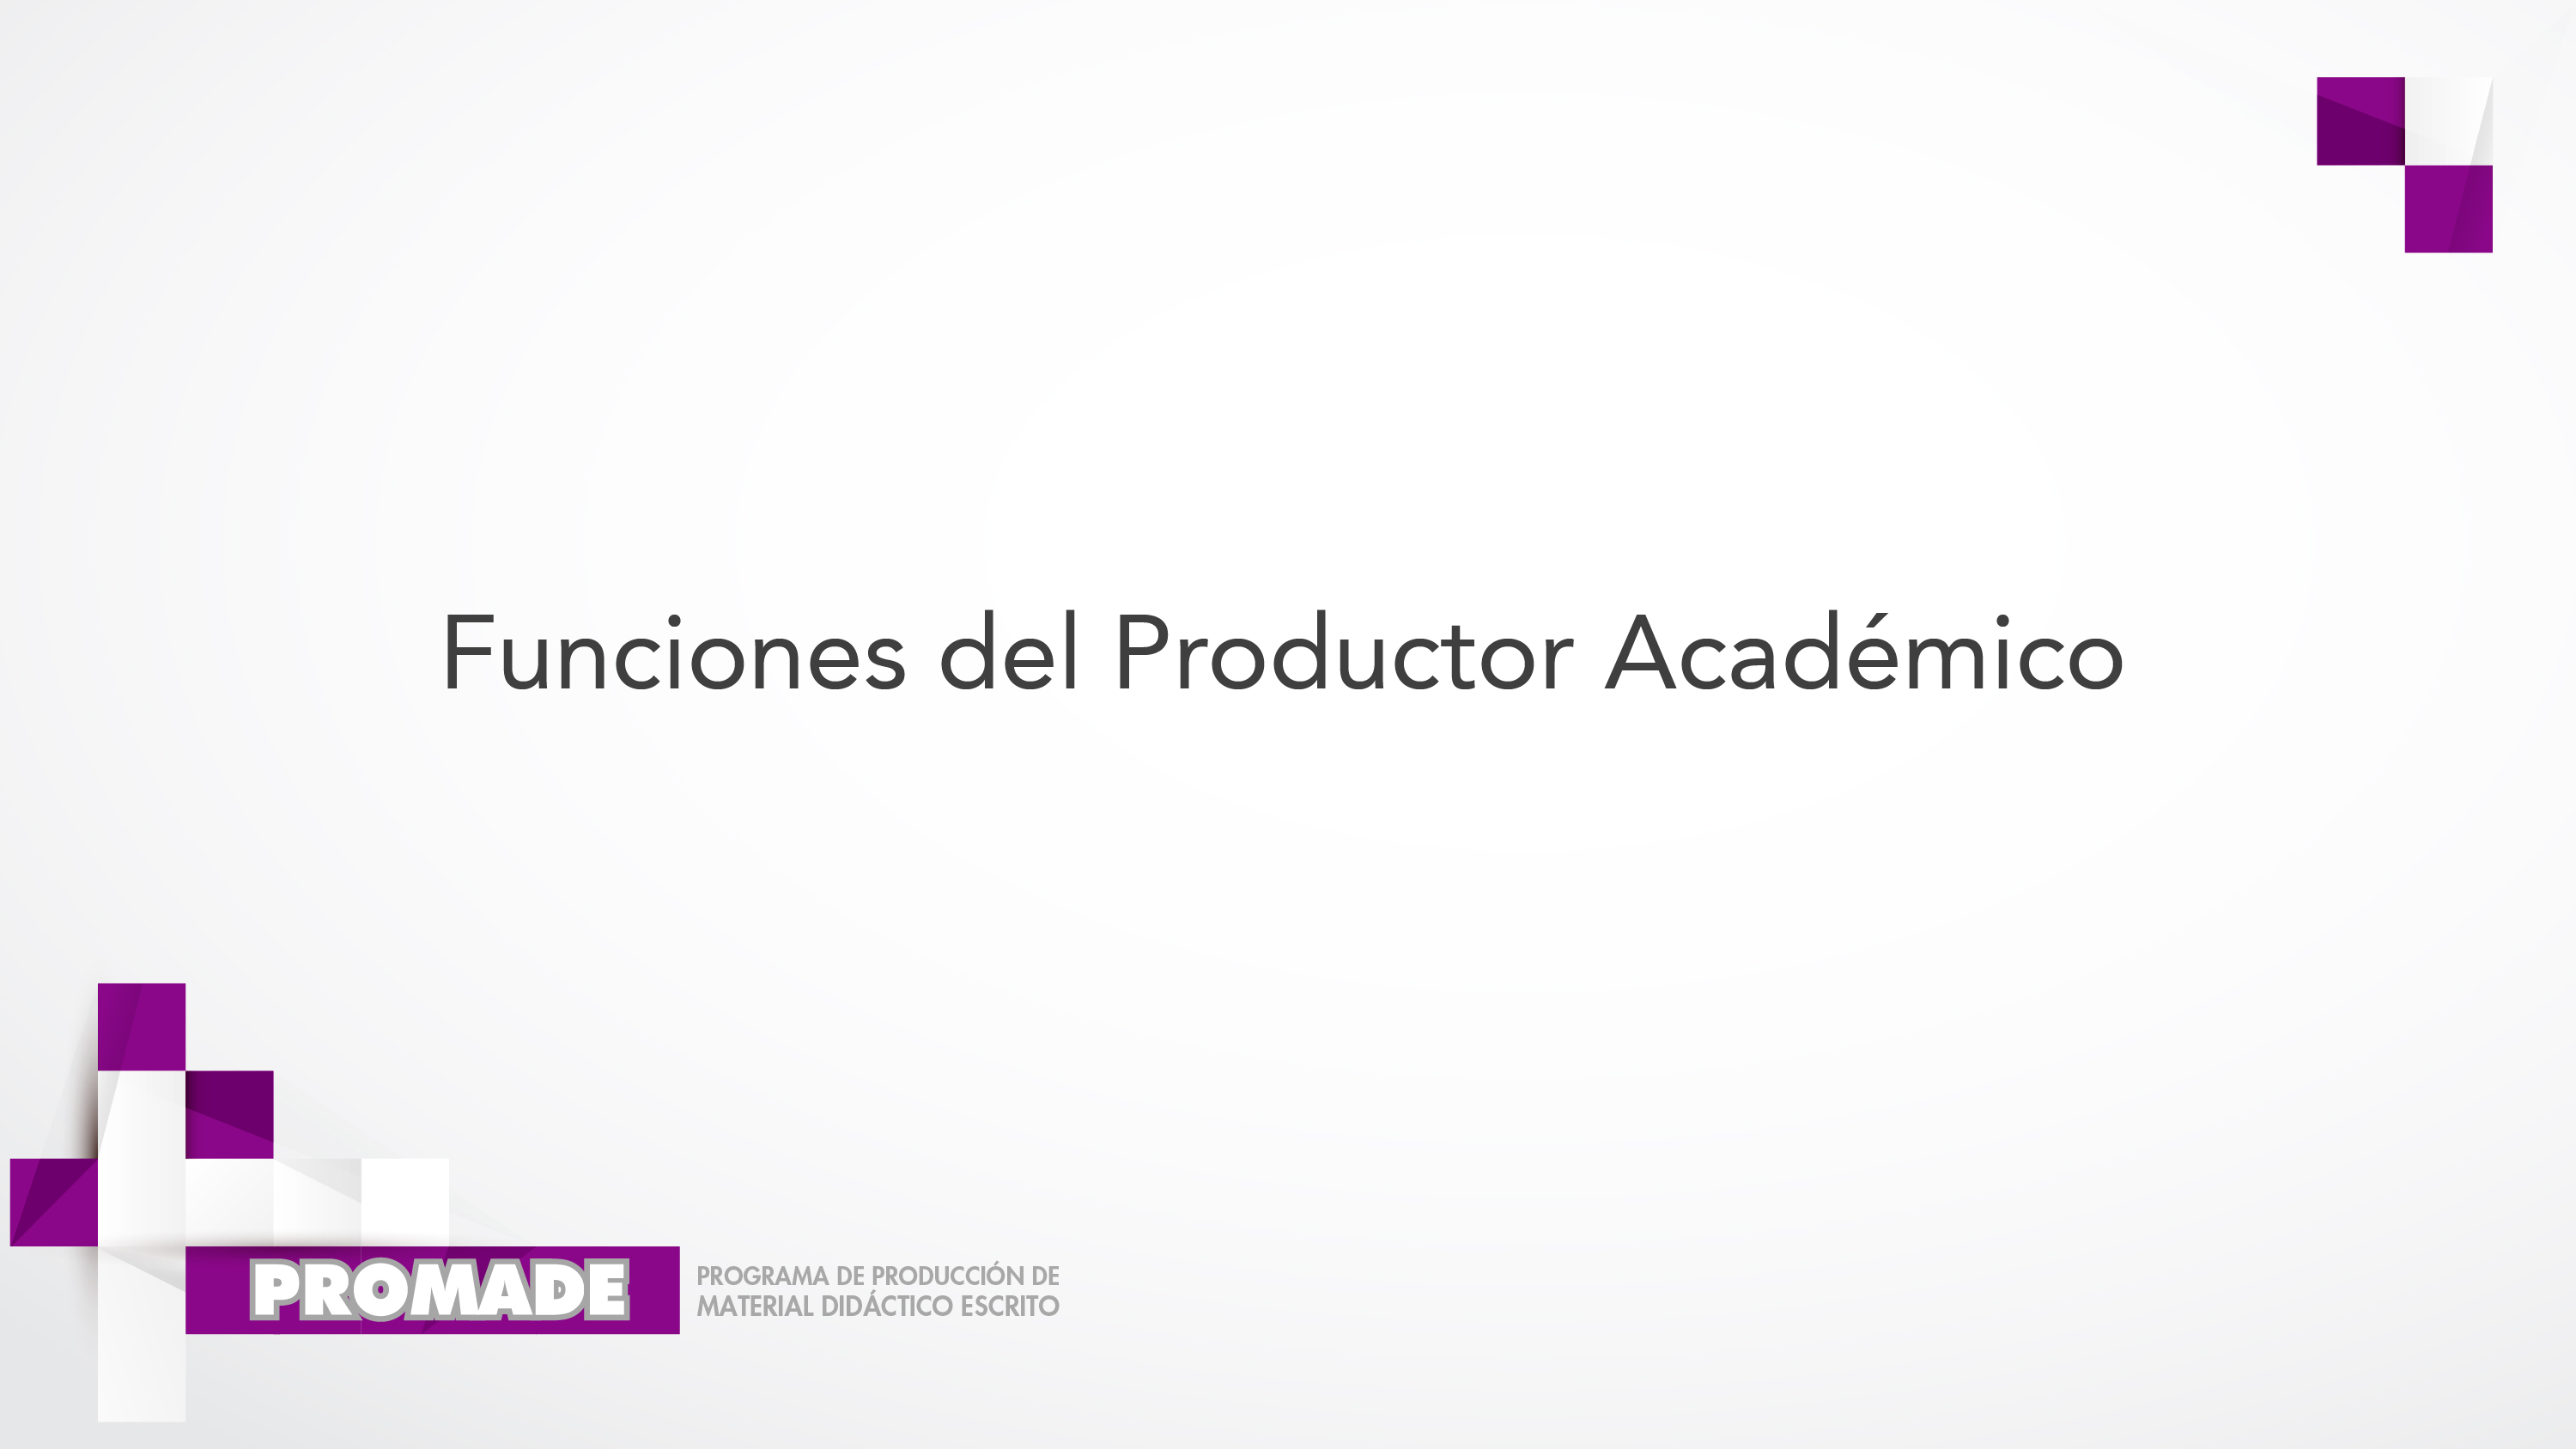 Funciones del Productor Académico
PROMADE
PROGRAMA DE PRODUCCIÓN DE
MATERIAL DIDÁCTICO ESCRITO